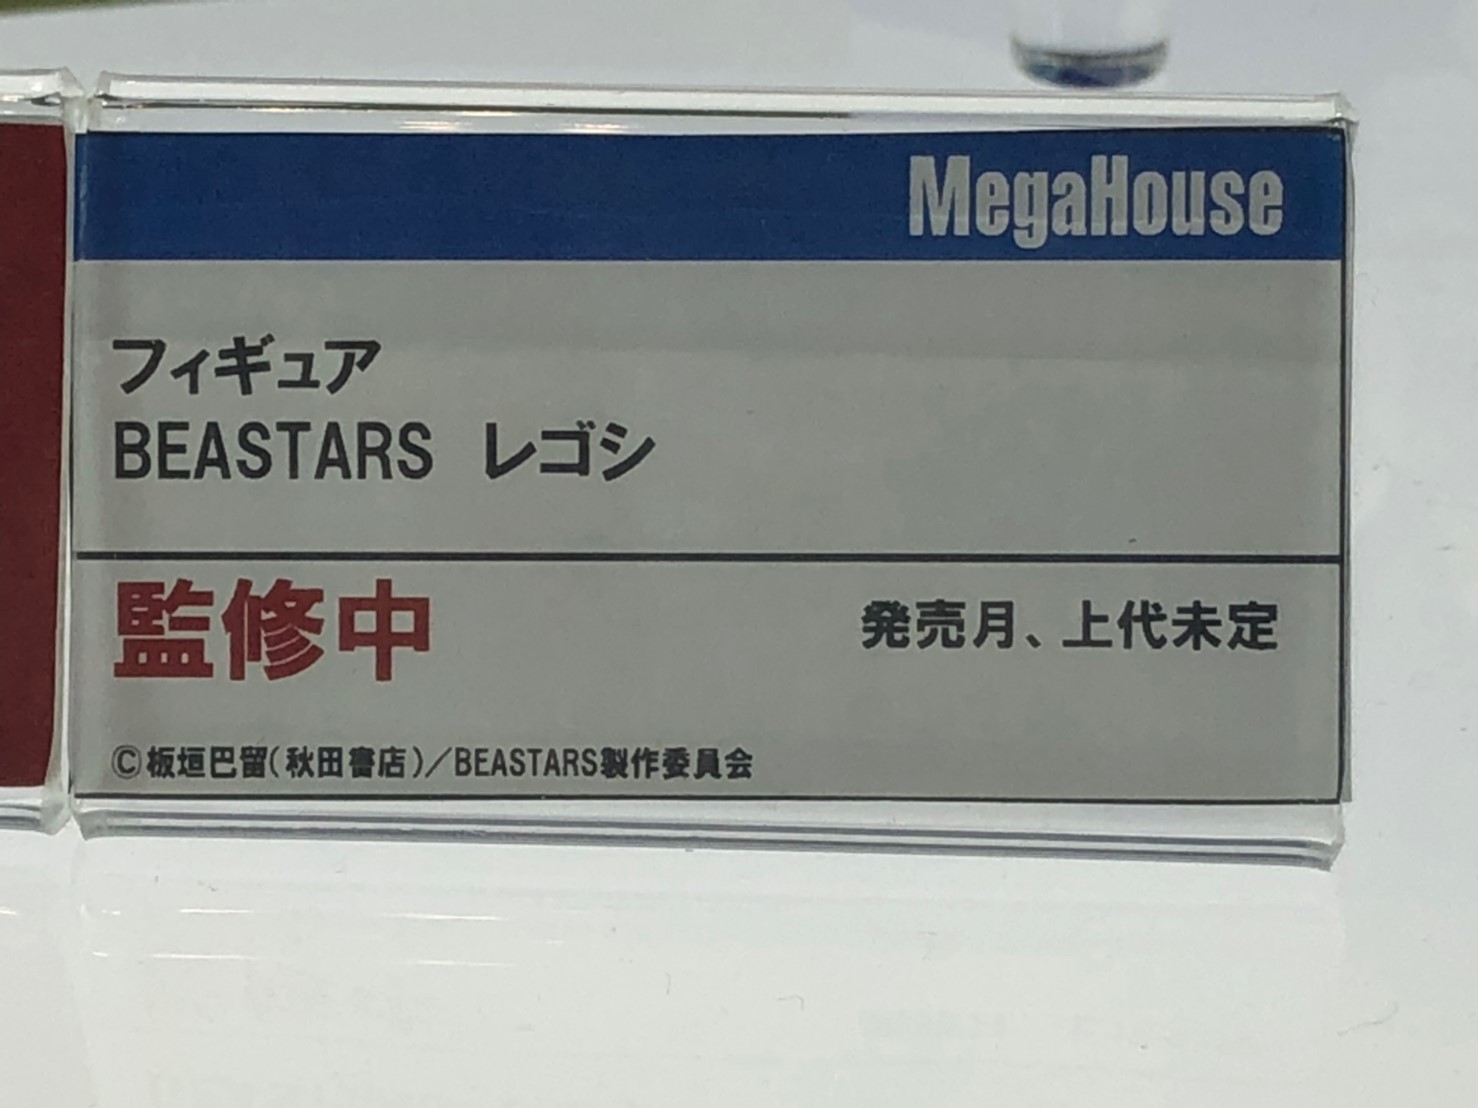 MegaHouse
フィギュア
BEASTARS レゴシ
監修中
発売月、上代未定
©板垣巴留(秋田書店)／BEASTARS製作委員会